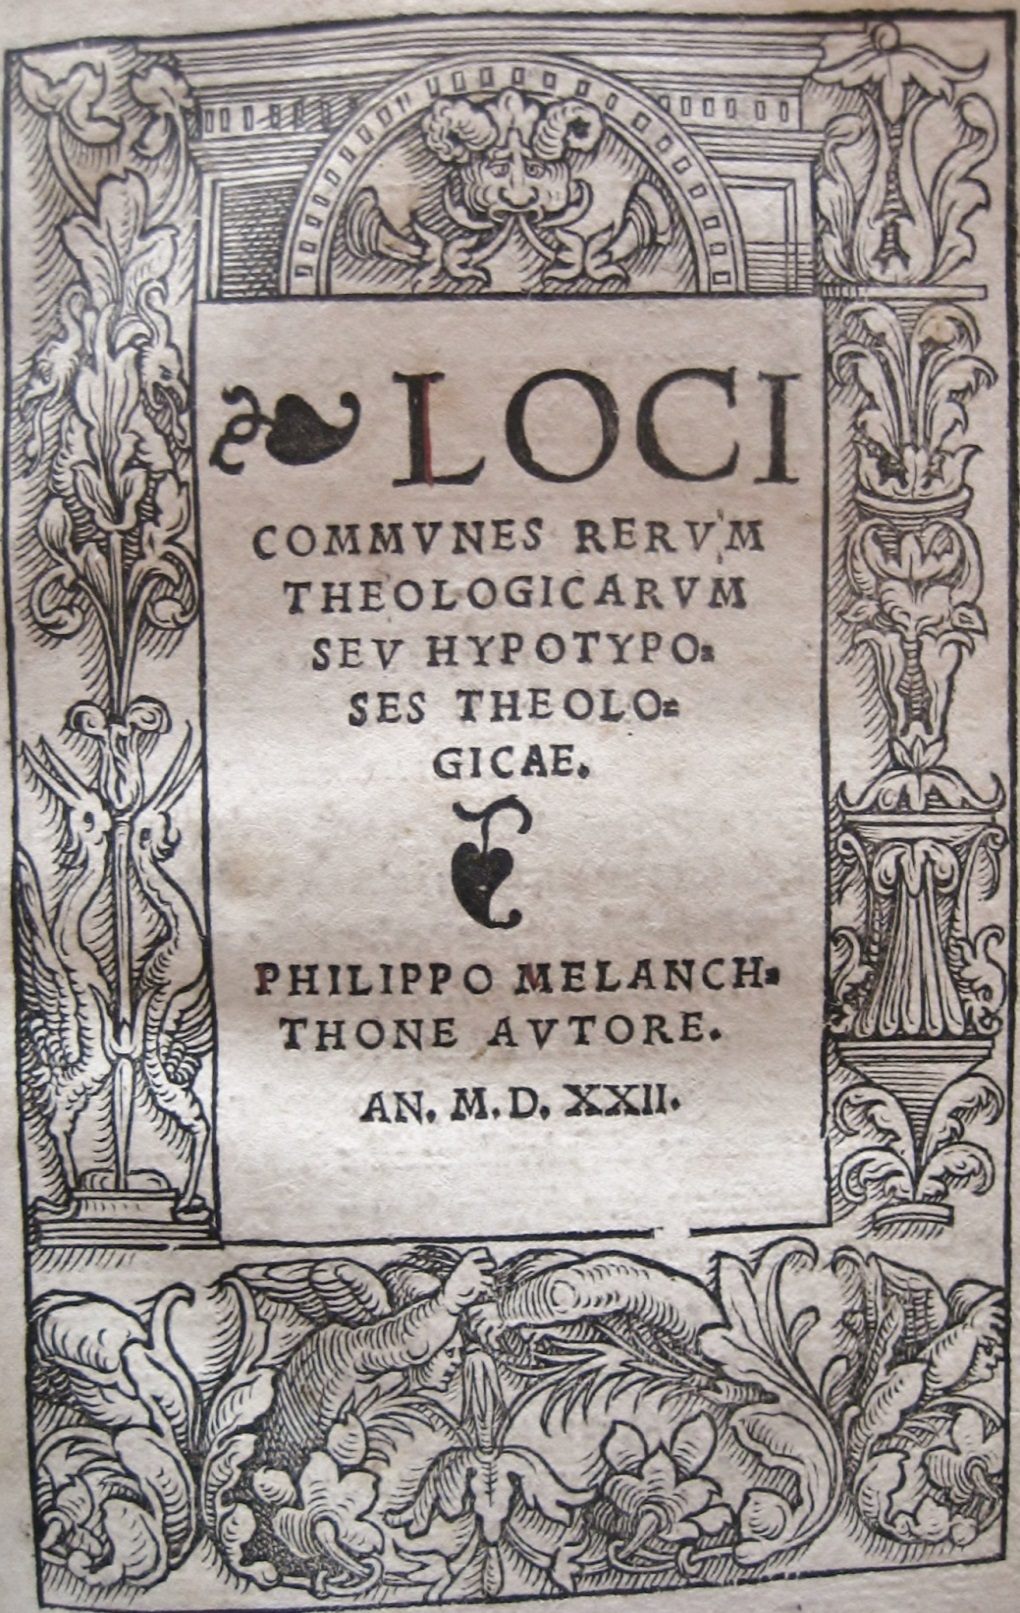 ❧ LOCI
COMMVNES RERVM
THEOLOGICARVM
SEV HYPOTYPO⸗
SES THEOLO⸗
GICAE.
PHILIPPO MELANCH⸗
THONE AVTORE.
AN. M. D. XXII.